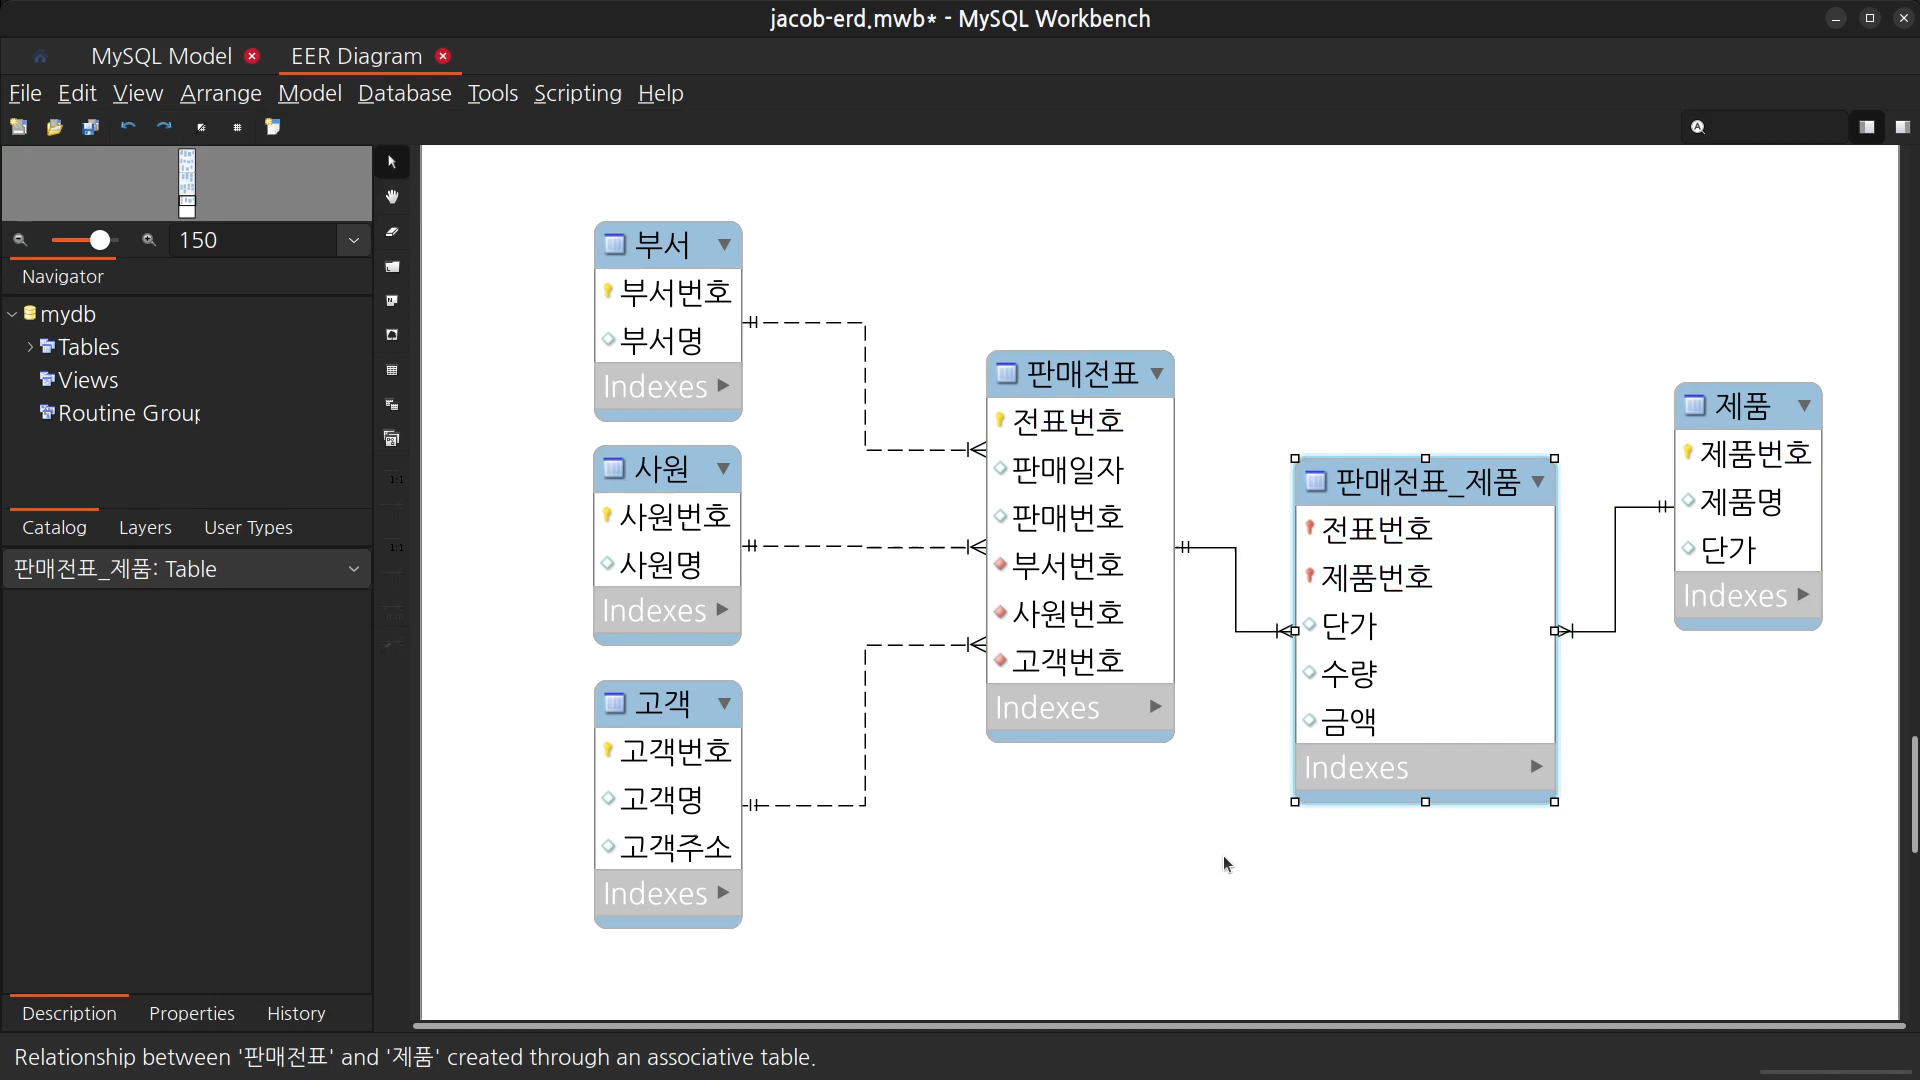 jacob-erd.mwb* - MySQL Workbench
MySQL Model
EER Diagram
File Edit View Arrange Model Database Tools Scripting Help
150
Navigator
mydb
Tables
Views
Routine Group
Catalog Layers User Types
판매전표_제품: Table
Description Properties History
부서
부서번호
부서명
Indexes
사원
사원번호
사원명
Indexes
고객
고객번호
고객명
고객주소
Indexes
판매전표
전표번호
판매일자
판매번호
부서번호
사원번호
고객번호
Indexes
판매전표_제품
전표번호
제품번호
단가
수량
금액
Indexes
제품
제품번호
제품명
단가
Indexes
1:1
1:1
Relationship between '판매전표' and '제품' created through an associative table.